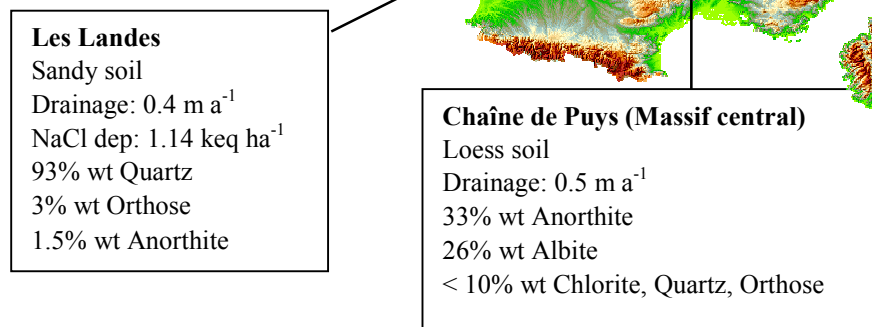 Les Landes
Sandy soil
Drainage: 0.4 m a⁻¹
NaCl dep: 1.14 keq ha⁻¹
93% wt Quartz
3% wt Orthose
1.5% wt Anorthite
Chaîne de Puys (Massif central)
Loess soil
Drainage: 0.5 m a⁻¹
33% wt Anorthite
26% wt Albite
< 10% wt Chlorite, Quartz, Orthose